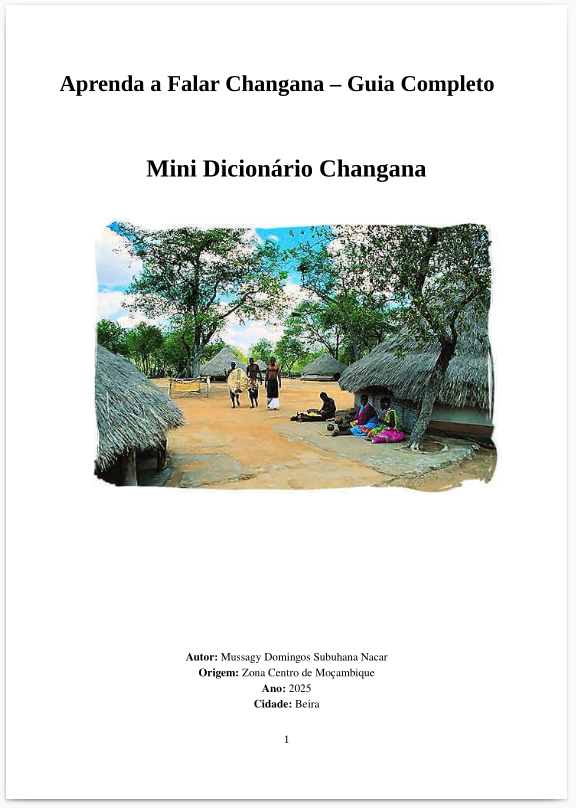 Aprenda a Falar Changana – Guia Completo
Mini Dicionário Changana
Autor: Mussagy Domingos Subuhana Nacar
Origem: Zona Centro de Moçambique
Ano: 2025
Cidade: Beira
1